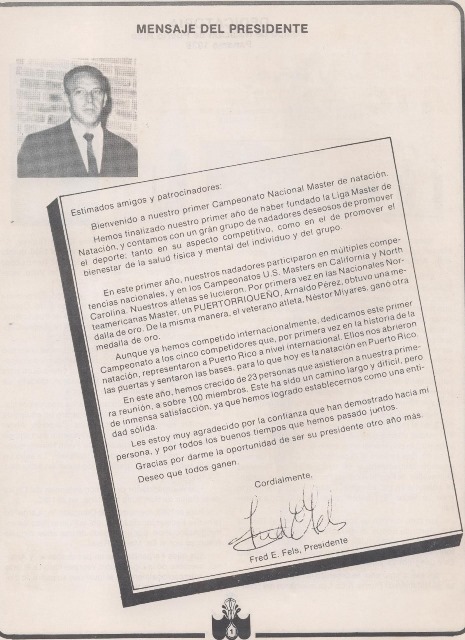 MENSAJE DEL PRESIDENTE
Estimados amigos y patrocinadores:
Bienvenido a nuestro primer Campeonato Nacional Master de natación.
Hemos finalizado nuestro primer año de haber fundado la Liga Master de
Natación, y contamos con un grán grupo de nadadores deseosos de promover
el deporte; tanto en su aspecto competitivo, como en el de promover el
bienestar de la salud física y mental del individuo y del grupo.
En este primer año, nuestros nadadores participaron en múltiples compe-
tencias nacionales, y en los Campeonatos U.S. Masters en California y North
Carolina. Nuestros atletas se lucieron. Por primera vez en las Nacionales Nor-
teamericanas Master, un PUERTORRIQUEÑO, Arnaldo Pérez, obtuvo una me-
dalla de oro. De la misma manera, el veterano atleta, Néstor Miyares, ganó otra
medalla de oro.
Aunque ya hemos competido internacionalmente, dedicamos este primer
Campeonato a los cinco competidores que, por primera vez en la historia de la
natación, representaron a Puerto Rico a nivel internacional. Ellos nos abrieron
las puertas y sentaron las bases, para lo que hoy es la natación en Puerto Rico.
En este año, hemos crecido de 23 personas que asistieron a nuestra prime-
ra reunión, a sobre 100 miembros. Este ha sido un camino largo y difícil, pero
de inmensa satisfacción, ya que hemos logrado establecernos como una enti-
dad sólida.
Les estoy muy agradecido por la confianza que han demostrado hacia mi
persona, y por todos los buenos tiempos que hemos pasado juntos.
Gracias por darme la oportunidad de ser su presidente otro año más.
Deseo que todos ganen.
Cordialmente,
Fred E. Fels
Fred E. Fels, Presidente
1